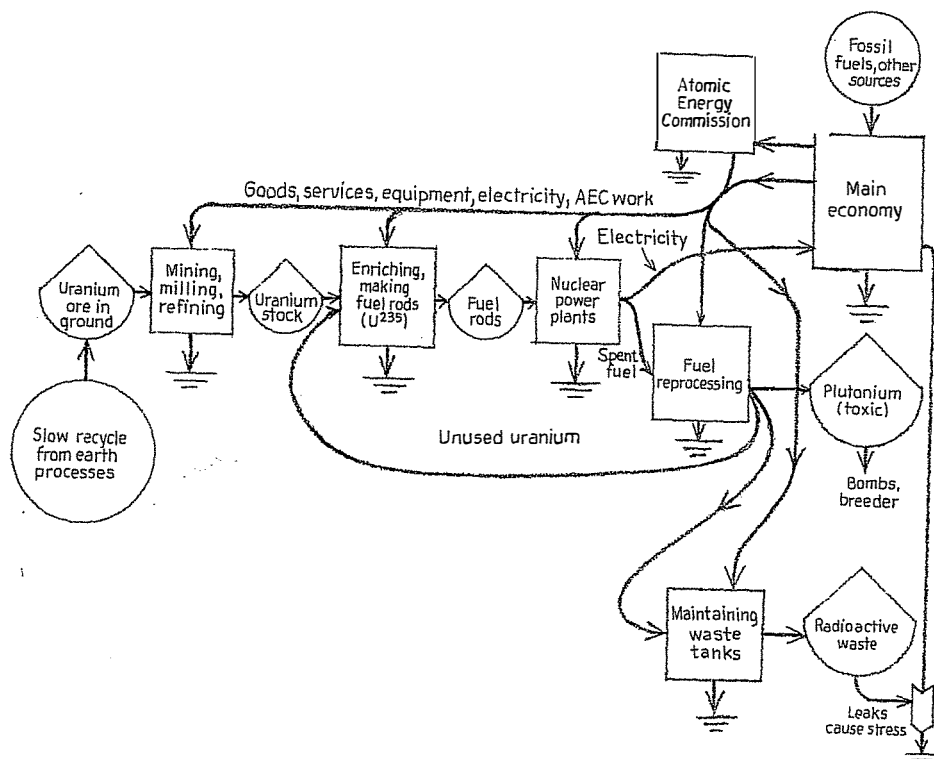 Fossil
fuels, other
sources
Atomic
Energy
Commission
Main
economy
Goods, services, equipment, electricity, AEC work
Electricity
Uranium
ore in
ground
Mining,
milling,
refining
Uranium
stock
Enriching,
making
fuel rods
(U²³⁵)
Fuel
rods
Nuclear
power
plants
Spent
fuel
Fuel
reprocessing
Plutonium
(toxic)
Slow recycle
from earth
processes
Unused uranium
Bombs,
breeder
Maintaining
waste
tanks
Radioactive
waste
Leaks
cause stress